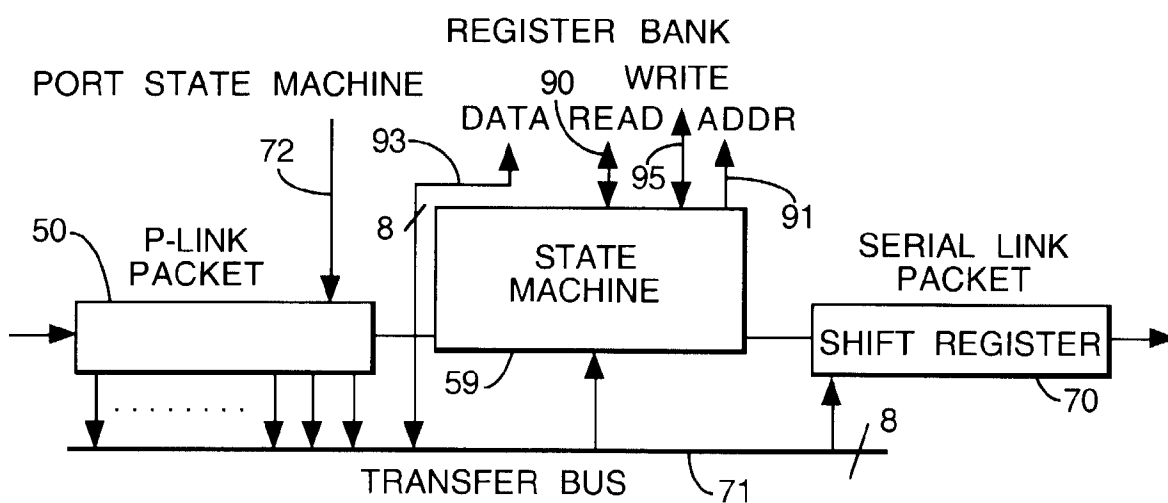 REGISTER BANK
PORT STATE MACHINE
90
WRITE
DATA READ ADDR
93
72
95
91
8
50
P-LINK
PACKET
STATE
MACHINE
SERIAL LINK
PACKET
SHIFT REGISTER
59
70
8
TRANSFER BUS
71